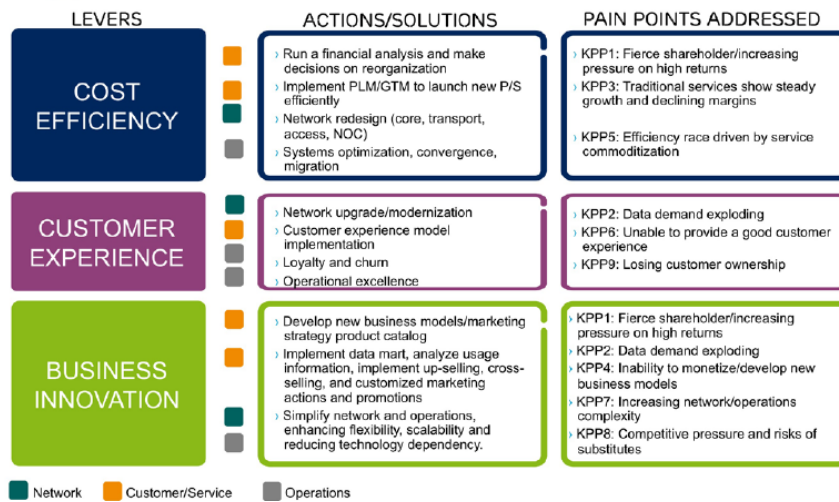 LEVERS
ACTIONS/SOLUTIONS
PAIN POINTS ADDRESSED
COST
EFFICIENCY
› Run a financial analysis and make
decisions on reorganization
› Implement PLM/GTM to launch new P/S
efficiently
› Network redesign (core, transport,
access, NOC)
› Systems optimization, convergence,
migration
› KPP1: Fierce shareholder/increasing
pressure on high returns
› KPP3: Traditional services show steady
growth and declining margins
› KPP5: Efficiency race driven by service
commoditization
CUSTOMER
EXPERIENCE
› Network upgrade/modernization
› Customer experience model
implementation
› Loyalty and churn
› Operational excellence
› KPP2: Data demand exploding
› KPP6: Unable to provide a good customer
experience
› KPP9: Losing customer ownership
BUSINESS
INNOVATION
› Develop new business models/marketing
strategy product catalog
› Implement data mart, analyze usage
information, implement up-selling, cross-
selling, and customized marketing
actions and promotions
› Simplify network and operations,
enhancing flexibility, scalability and
reducing technology dependency.
› KPP1: Fierce shareholder/increasing
pressure on high returns
› KPP2: Data demand exploding
› KPP4: Inability to monetize/develop new
business models
› KPP7: Increasing network/operations
complexity
› KPP8: Competitive pressure and risks of
substitutes
Network
Customer/Service
Operations